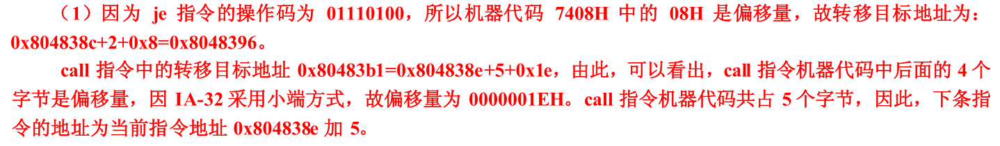 （1）因为 je 指令的操作码为 01110100，所以机器代码 7408H 中的 08H 是偏移量，故转移目标地址为：
0x804838c+2+0x8=0x8048396。
call 指令中的转移目标地址 0x80483b1=0x804838e+5+0x1e，由此，可以看出，call 指令机器代码中后面的 4 个
字节是偏移量，因 IA-32 采用小端方式，故偏移量为 0000001EH。call 指令机器代码共占 5 个字节，因此，下条指
令的地址为当前指令地址 0x804838e 加 5。